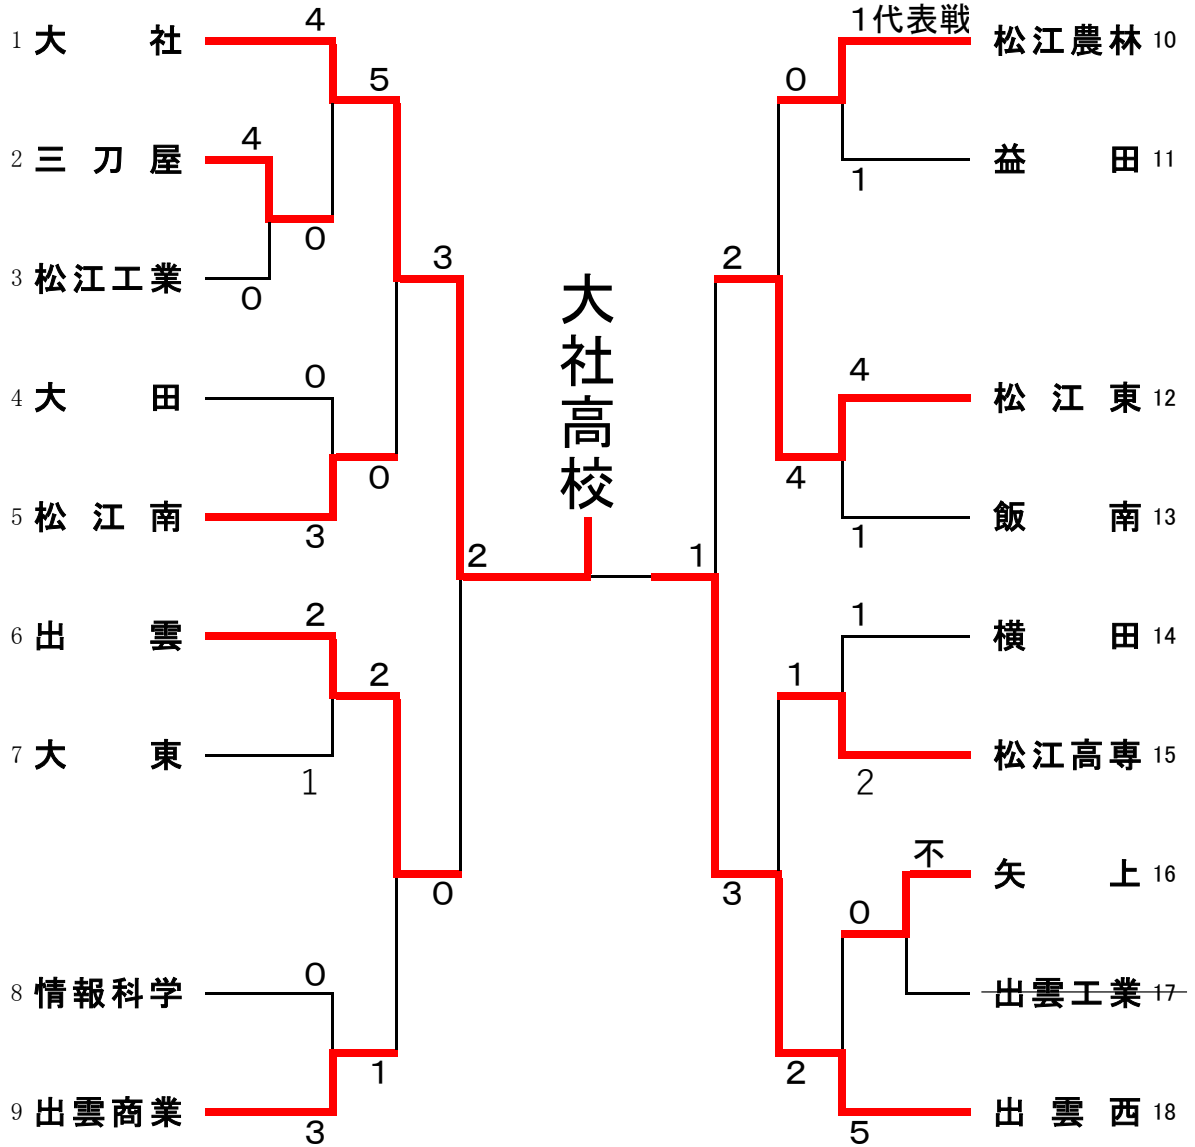 4
1 大社
5
4
2 三刀屋
0
3 松江工業
0
3
0
4 大田
0
5 松江南
3
2
6 出雲
2
7 大東
1
0
0
8 情報科学
1
9 出雲商業
3
大社高校
2
1
1代表戦
松江農林 10
0
益田 11
1
2
4
松江東 12
4
飯南 13
1
1
横田 14
1
松江高専 15
2
不
矢上 16
3
0
出雲工業 17
2
出雲西 18
5